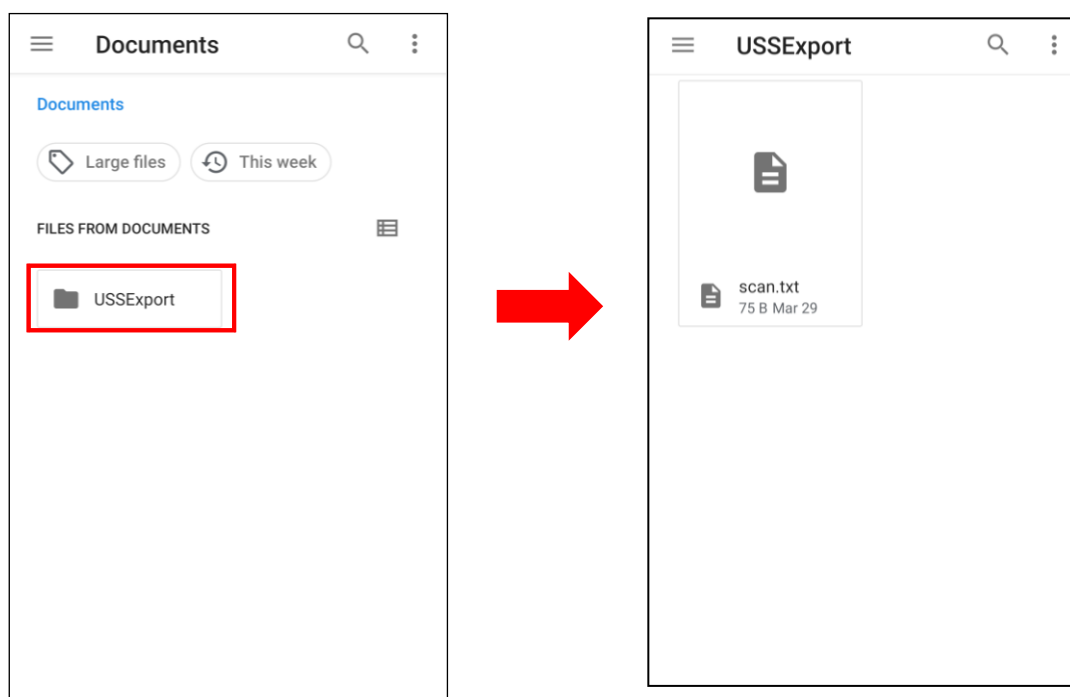 Documents
Documents
Large files
This week
FILES FROM DOCUMENTS
USSExport
USSExport
scan.txt
75 B Mar 29